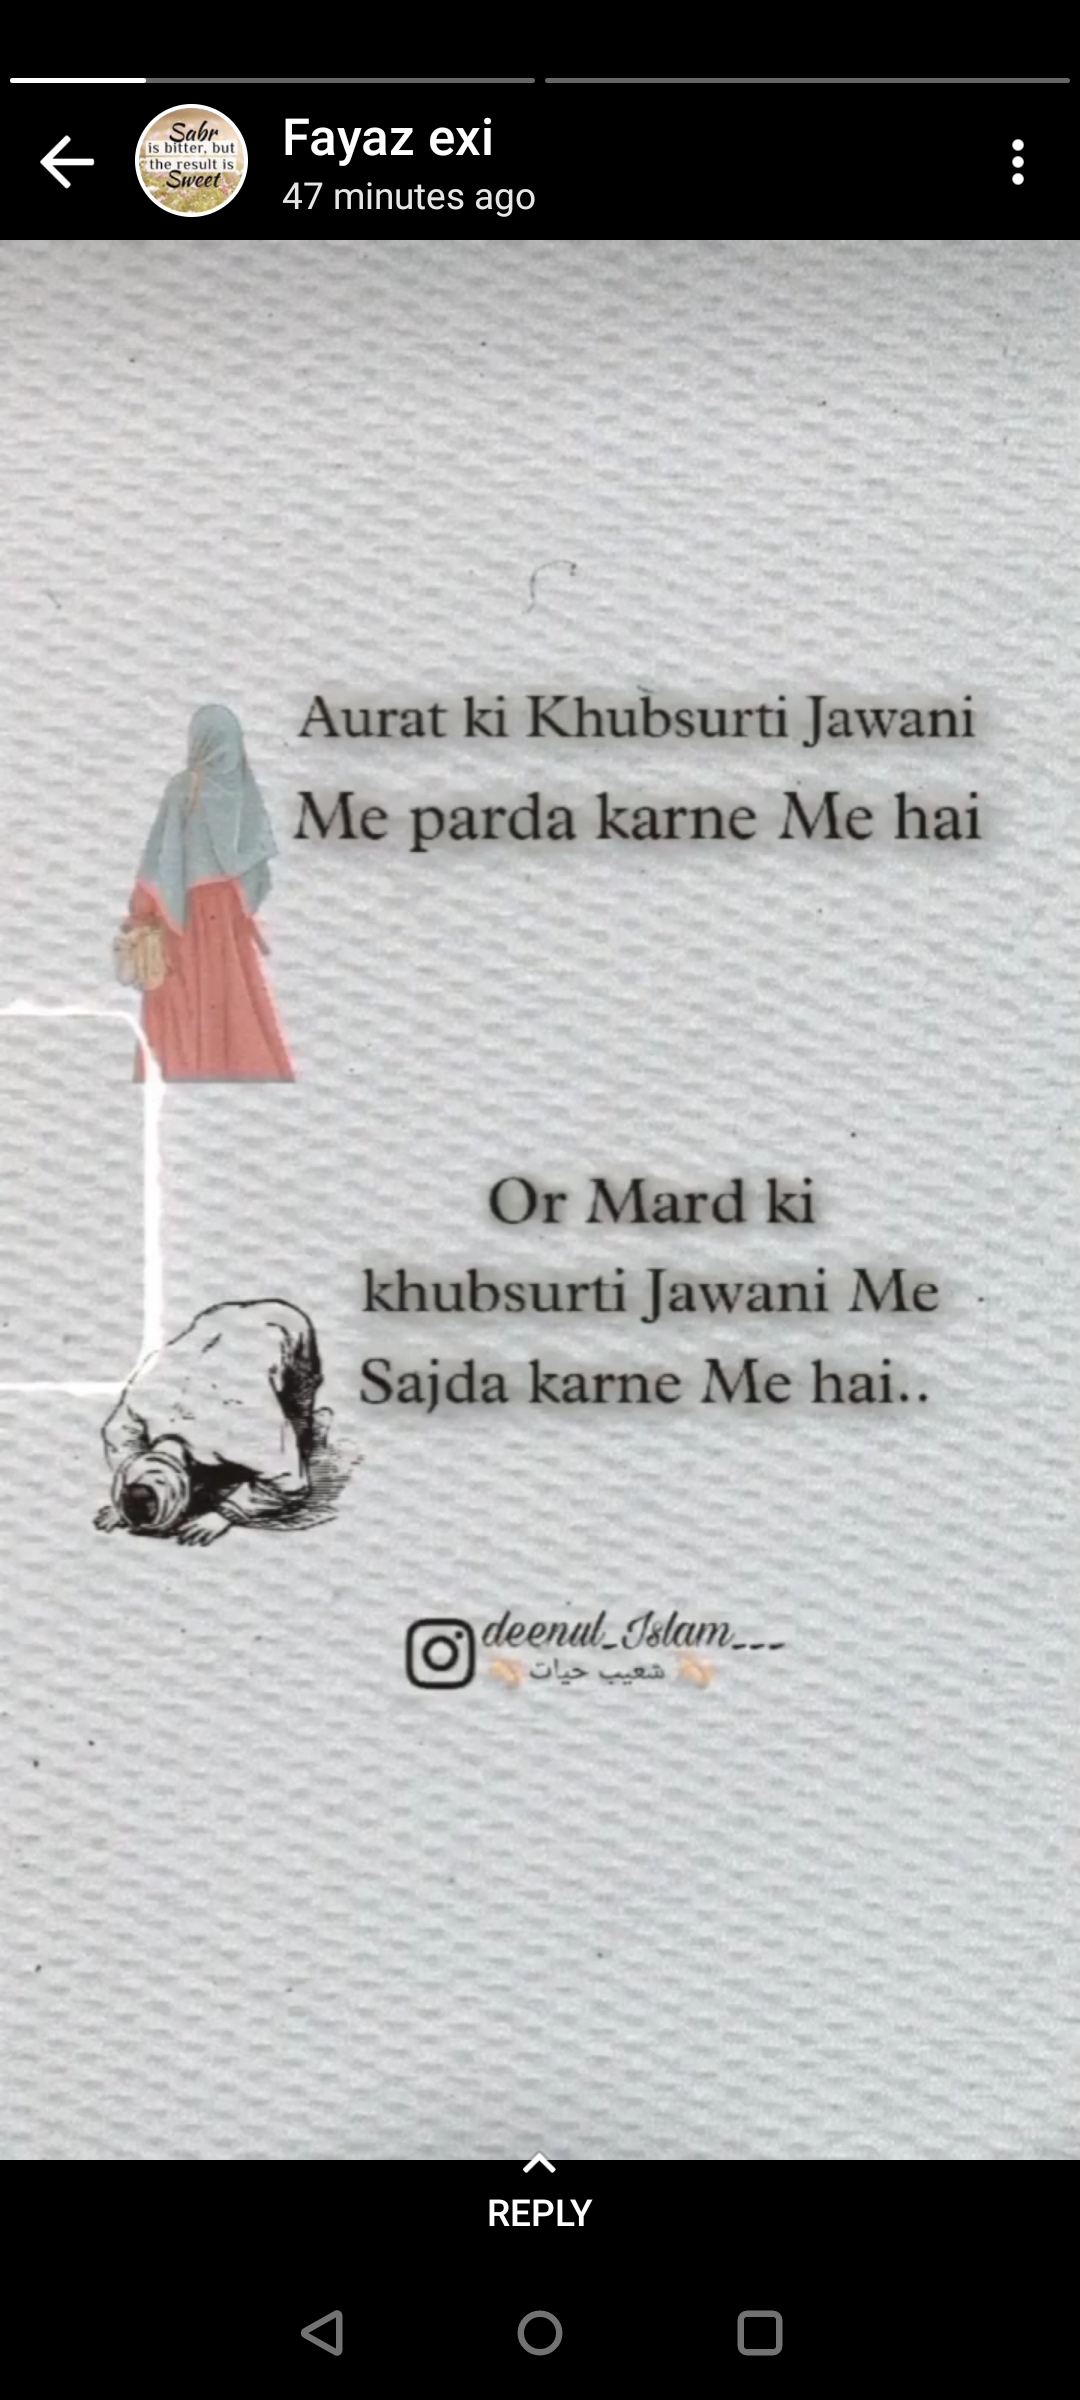 Sabr
is bitter, but
the result is
Sweet
Fayaz exi
47 minutes ago
Aurat ki Khubsurti Jawani
Me parda karne Me hai
Or Mard ki
khubsurti Jawani Me
Sajda karne Me hai..
deenul_Islam___
شعیب حیات
REPLY